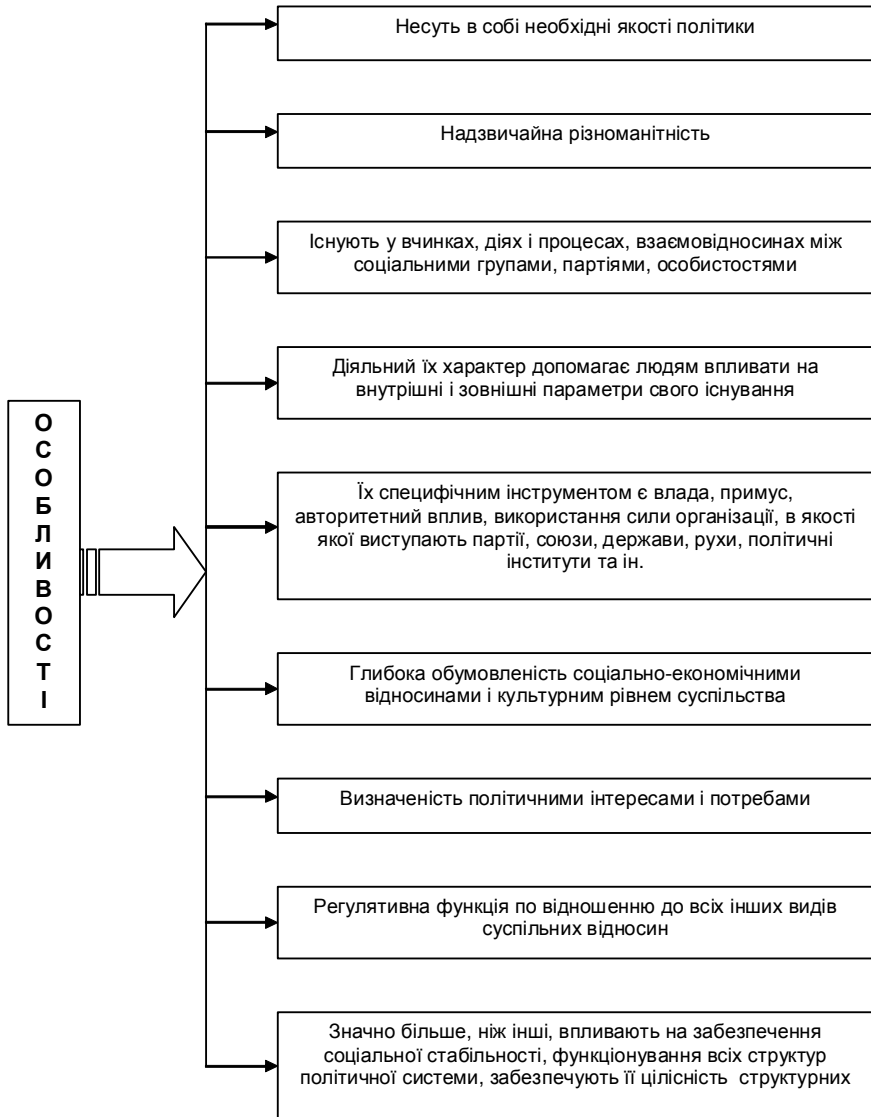 Несуть в собі необхідні якості політики
Надзвичайна різноманітність
Існують у вчинках, діях і процесах, взаємовідносинах між
соціальними групами, партіями, особистостями
Діяльний їх характер допомагає людям впливати на
внутрішні і зовнішні параметри свого існування
ОСОБЛИВОСТІ
Їх специфічним інструментом є влада, примус,
авторитетний вплив, використання сили організації, в якості
якої виступають партії, союзи, держави, рухи, політичні
інститути та ін.
Глибока обумовленість соціально-економічними
відносинами і культурним рівнем суспільства
Визначеність політичними інтересами і потребами
Регулятивна функція по відношенню до всіх інших видів
суспільних відносин
Значно більше, ніж інші, впливають на забезпечення
соціальної стабільності, функціонування всіх структур
політичної системи, забезпечують її цілісність структурних